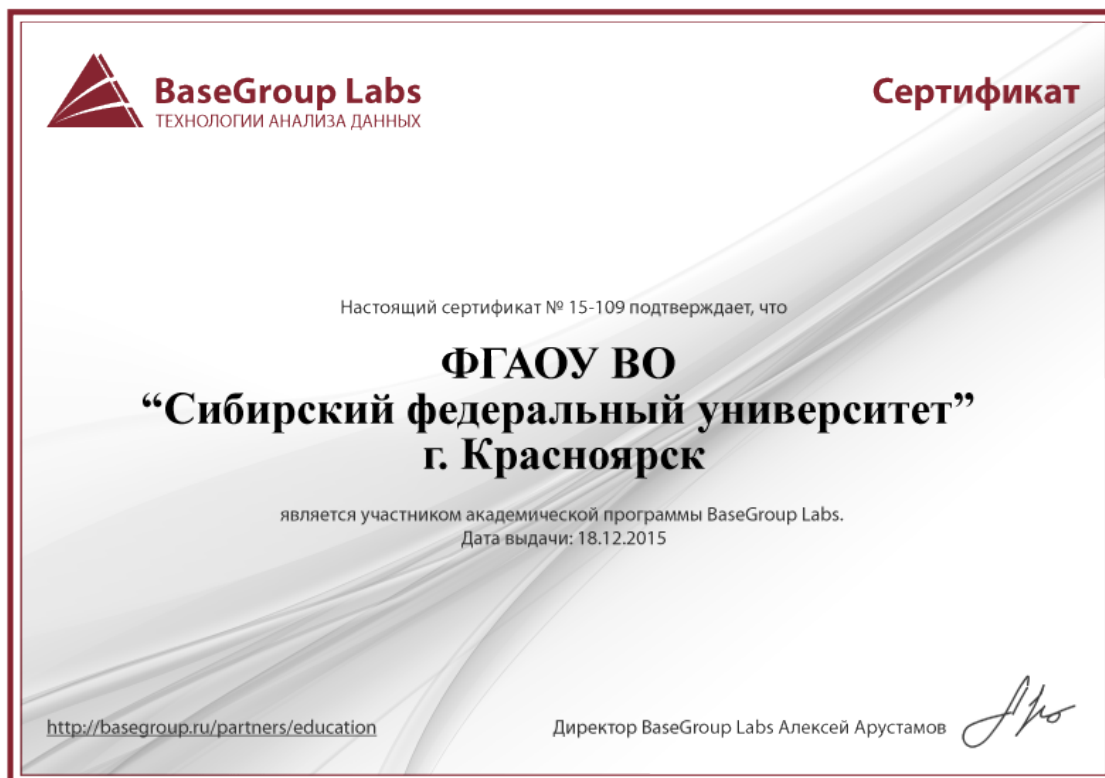 BaseGroup Labs
ТЕХНОЛОГИИ АНАЛИЗА ДАННЫХ
Сертификат
Настоящий сертификат № 15-109 подтверждает, что
ФГАОУ ВО
“Сибирский федеральный университет”
г. Красноярск
является участником академической программы BaseGroup Labs.
Дата выдачи: 18.12.2015
http://basegroup.ru/partners/education
Директор BaseGroup Labs Алексей Арустамов